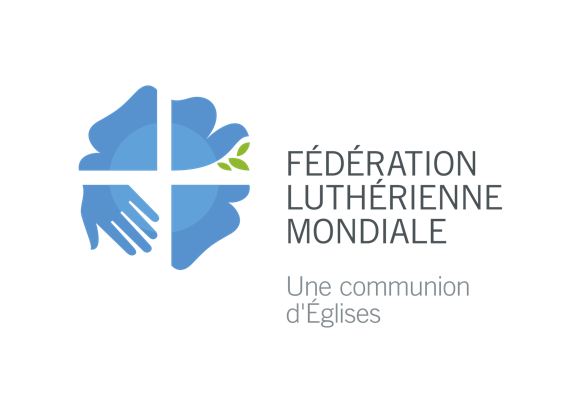 FÉDÉRATION
LUTHÉRIENNE
MONDIALE
Une communion
d'Églises